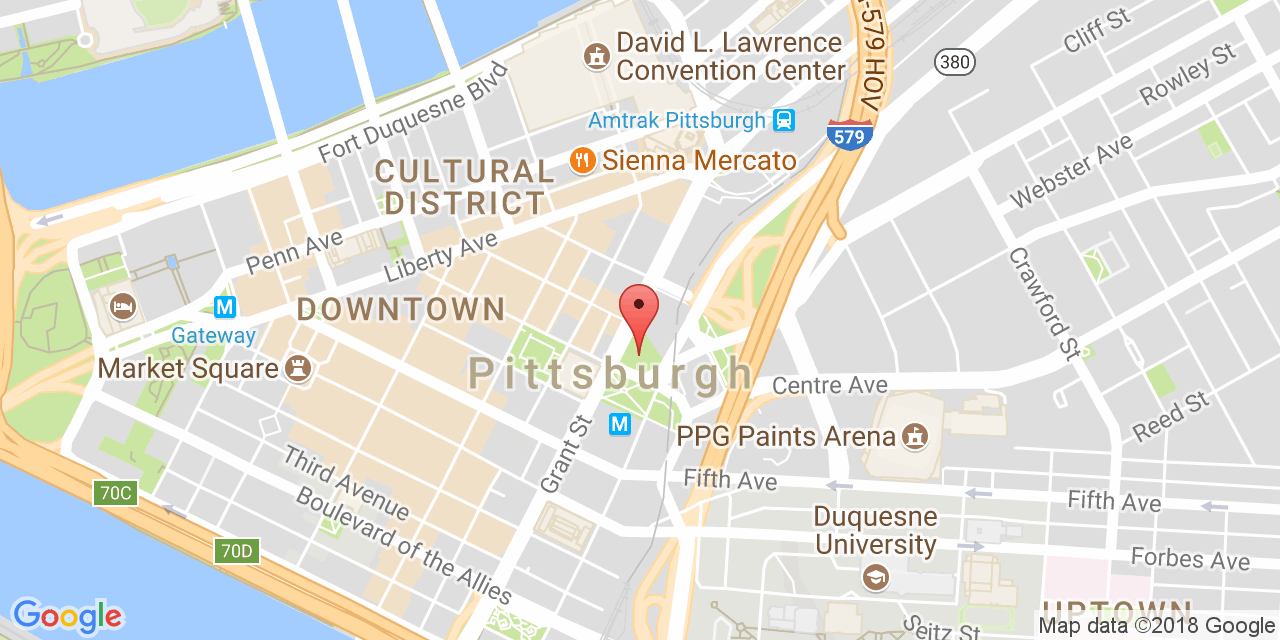 Cliff St
380
Rowley St
David L. Lawrence
Convention Center
I-579 HOV
Fort Duquesne Blvd
Amtrak Pittsburgh
579
Sienna Mercato
Webster Ave
CULTURAL
DISTRICT
Penn Ave
Liberty Ave
Crawford St
DOWNTOWN
M
Gateway
Market Square
Pittsburgh
Centre Ave
Reed St
M
PPG Paints Arena
Grant St
Fifth Ave
Fifth Ave
Third Avenue
70C
Boulevard of the Allies
Duquesne
University
70D
Forbes Ave
UPTOWN
Seitz St
Google
Map data ©2018 Google